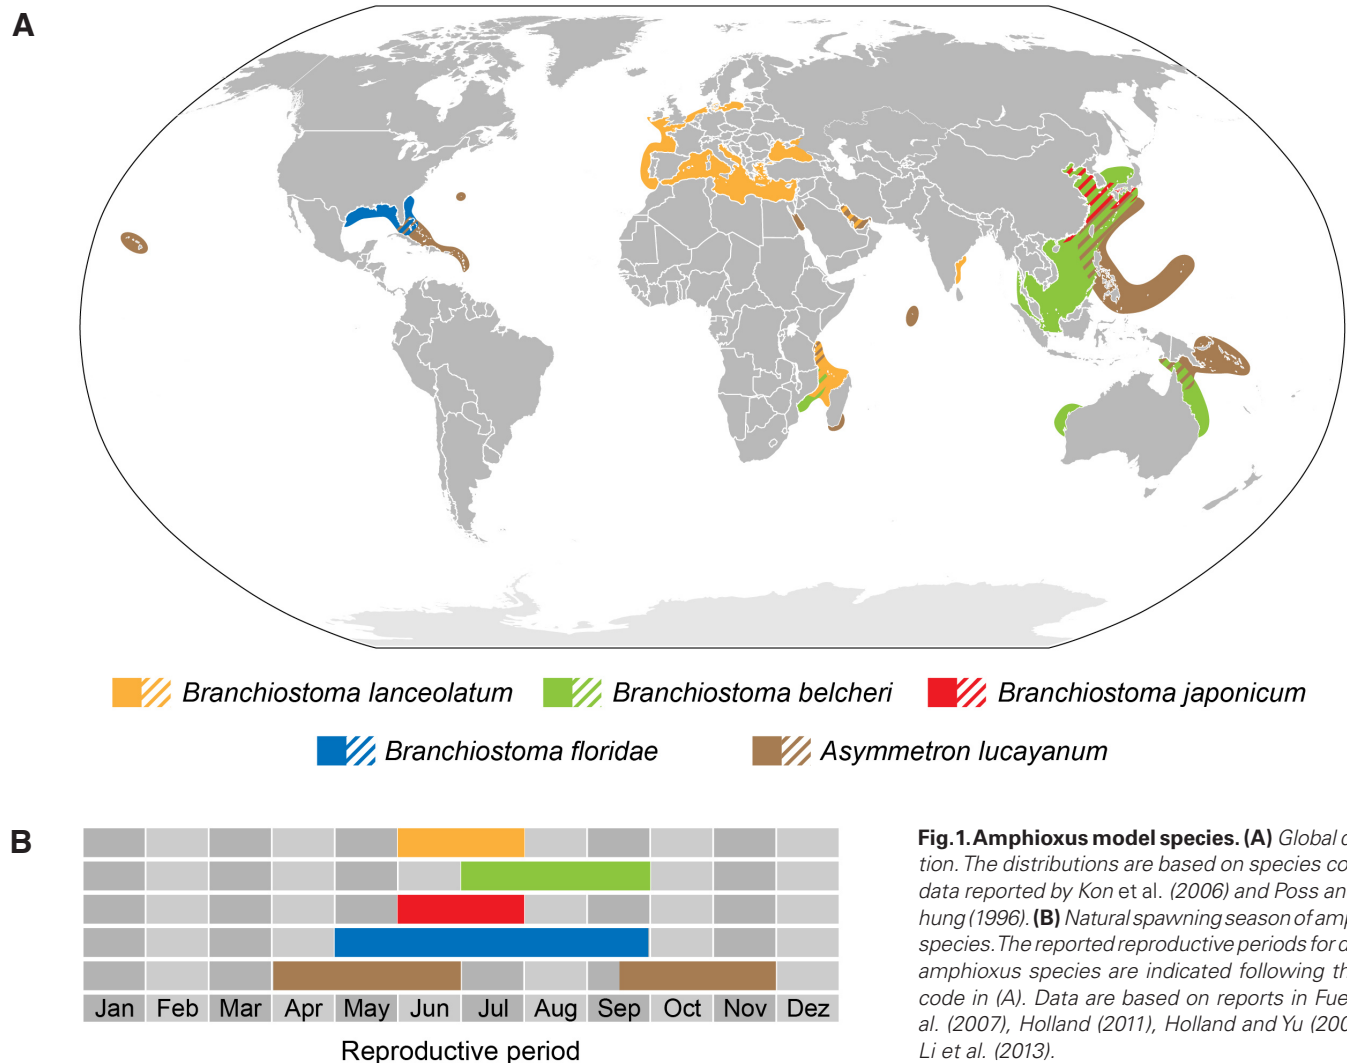 A
Branchiostoma lanceolatum
Branchiostoma belcheri
Branchiostoma japonicum
Branchiostoma floridae
Asymmetron lucayanum
B
Jan Feb Mar Apr May Jun Jul Aug Sep Oct Nov Dez
Reproductive period
Fig.1. Amphioxus model species. (A) Global
tion. The distributions are based on species
data reported by Kon et al. (2006) and Poss
hung (1996). (B) Natural spawning season of
species. The reported reproductive periods for
amphioxus species are indicated following
code in (A). Data are based on reports in
al. (2007), Holland (2011), Holland and Yu
Li et al. (2013).